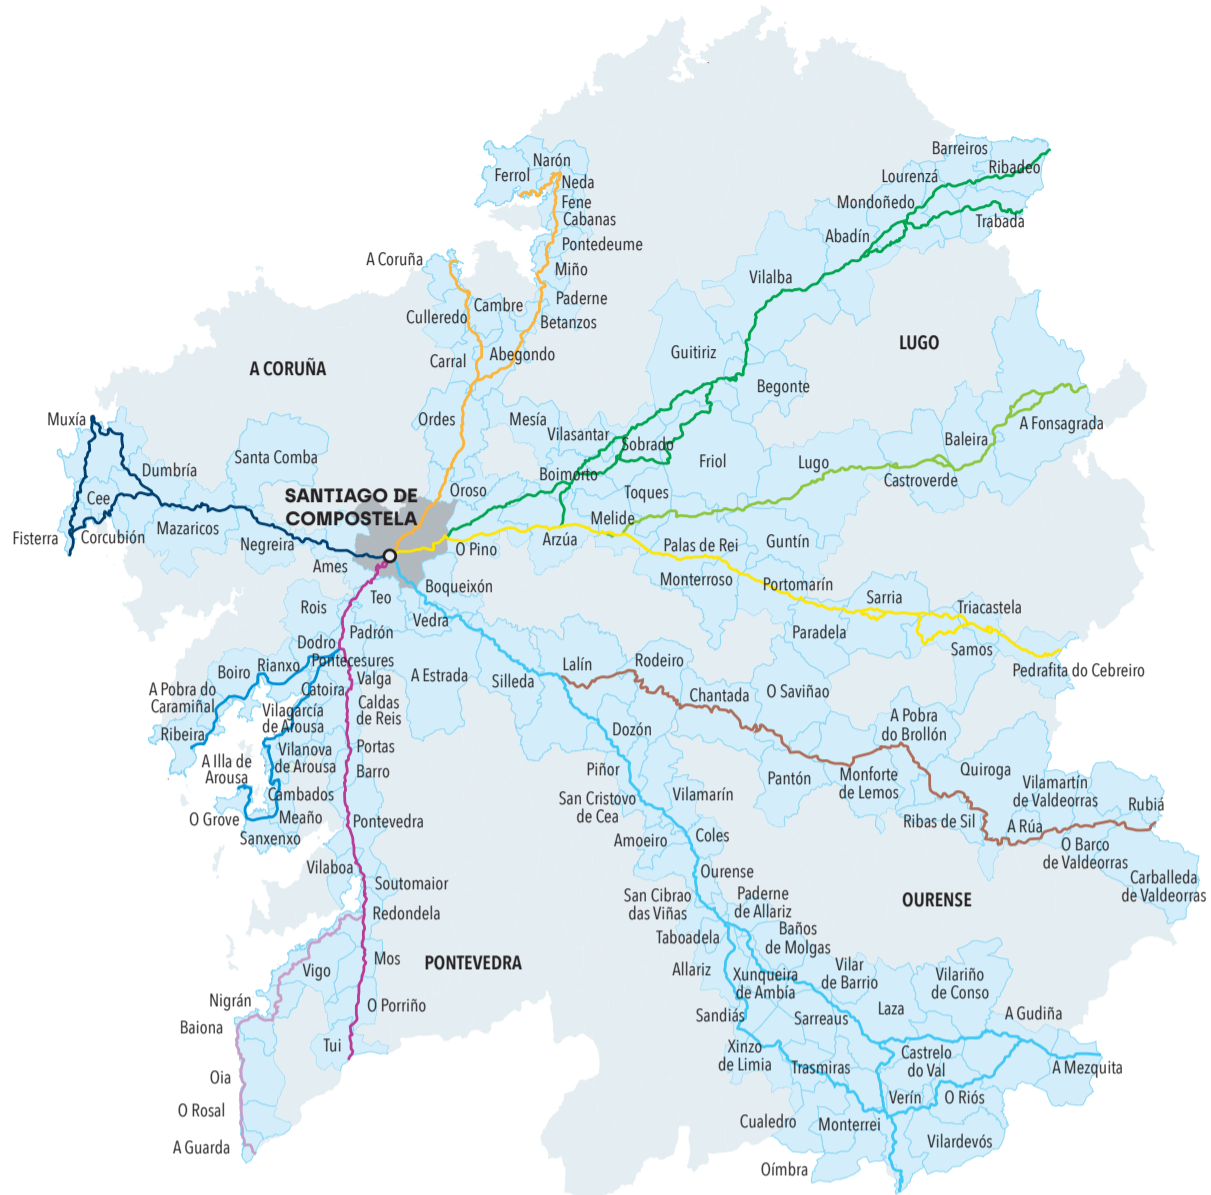 Barreiros
Narón
Ribadeo
Ferrol
Lourenzá
Neda
Fene
Mondoñedo
Cabanas
Trabada
Abadín
Pontedeume
A Coruña
Miño
Vilalba
Paderne
Cambre
Culleredo
Betanzos
LUGO
Guitiriz
Abegondo
Carral
A CORUÑA
Begonte
Muxía
Ordes
Mesía
A Fonsagrada
Vilasantar
Baleira
Sobrado
Santa Comba
Friol
Lugo
Dumbría
Boimorto
Castroverde
Cee
SANTIAGO DE
COMPOSTELA
Oroso
Toques
Melide
Mazaricos
Fisterra
Corcubión
Arzúa
Negreira
O Pino
Palas de Rei
Guntín
Ames
Monterroso
Portomarín
Boqueixón
Teo
Sarria
Triacastela
Rois
Vedra
Padrón
Paradela
Dodro
Samos
Pontecesures
Rianxo
Lalín
Rodeiro
Boiro
Valga
A Estrada
Silleda
Pedrafita do Cebreiro
A Pobra do
Caramiñal
Catoira
Chantada
O Saviñao
Caldas
de Reis
Vilagarcía
de Arousa
A Pobra
do Brollón
Ribeira
Dozón
Vilanova
de Arousa
Portas
A Illa de
Arousa
Barro
Piñor
Pantón
Monforte
de Lemos
Quiroga
Vilamartín
de Valdeorras
Cambados
San Cristovo
de Cea
Vilamarín
Rubiá
O Grove
Meaño
Pontevedra
Ribas de Sil
A Rúa
Sanxenxo
Amoeiro
Coles
O Barco
de Valdeorras
Vilaboa
Ourense
Soutomaior
Carballeda
de Valdeorras
San Cibrao
das Viñas
Paderne
de Allariz
OURENSE
Redondela
Taboadela
Baños
de Molgas
Mos
PONTEVEDRA
Vigo
Allariz
Xunqueira
de Ambía
Vilar
de Barrio
Vilariño
de Conso
Nigrán
O Porriño
Laza
A Gudiña
Baiona
Sandiás
Sarreaus
Tui
Xinzo
de Limia
Castrelo
do Val
Trasmiras
A Mezquita
Oia
O Rosal
Verín
O Riós
Cualedro
Monterrei
A Guarda
Vilardevós
Oímbra